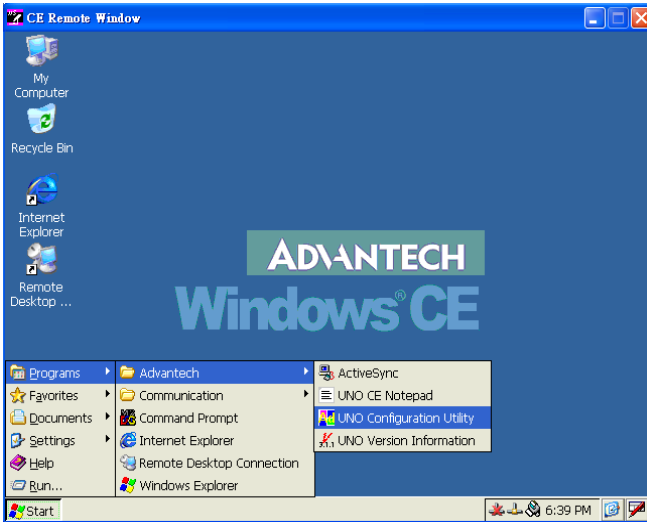 CE Remote Window
My
Computer
Recycle Bin
Internet
Explorer
Remote
Desktop ...
ADVANTECH
Windows® CE
Programs
Favorites
Documents
Settings
Help
Run...
Advantech
Communication
Command Prompt
Internet Explorer
Remote Desktop Connection
Windows Explorer
ActiveSync
UNO CE Notepad
UNO Configuration Utility
UNO Version Information
Start
6:39 PM